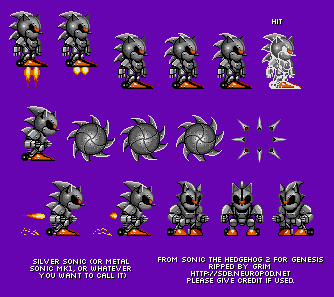 HIT
SILVER SONIC (OR METAL
SONIC MK1, OR WHATEVER
YOU WANT TO CALL IT)
FROM SONIC THE HEDGEHOG 2 FOR GENESIS
RIPPED BY GRIM
HTTP://SDB.NEUROPOD.NET
PLEASE GIVE CREDIT IF USED.